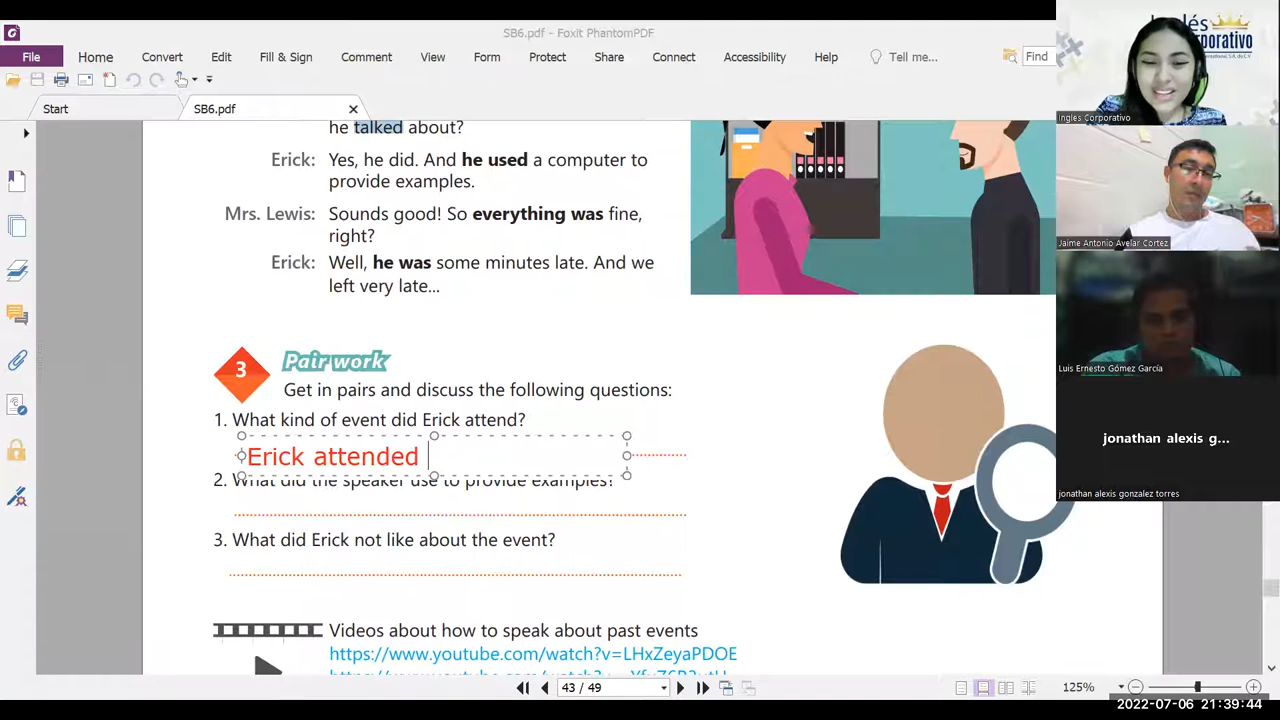 SB6.pdf - Foxit PhantomPDF
File Home Convert Edit Fill & Sign Comment View Form Protect Share Connect Accessibility Help Tell me... Find
Start SB6.pdf
he talked about?
Erick: Yes, he did. And he used a computer to
provide examples.
Mrs. Lewis: Sounds good! So everything was fine,
right?
Erick: Well, he was some minutes late. And we
left very late...
3 Pair work
Get in pairs and discuss the following questions:
1. What kind of event did Erick attend?
Erick attended
2. What did the speaker use to provide examples?
3. What did Erick not like about the event?
Videos about how to speak about past events
https://www.youtube.com/watch?v=LHxZeyaPDOE
43 / 49
125%
Ingles Corporativo
Jaime Antonio Avelar Cortez
Luis Ernesto Gómez García
jonathan alexis g...
jonathan alexis gonzalez torres
2022-07-06 21:39:44